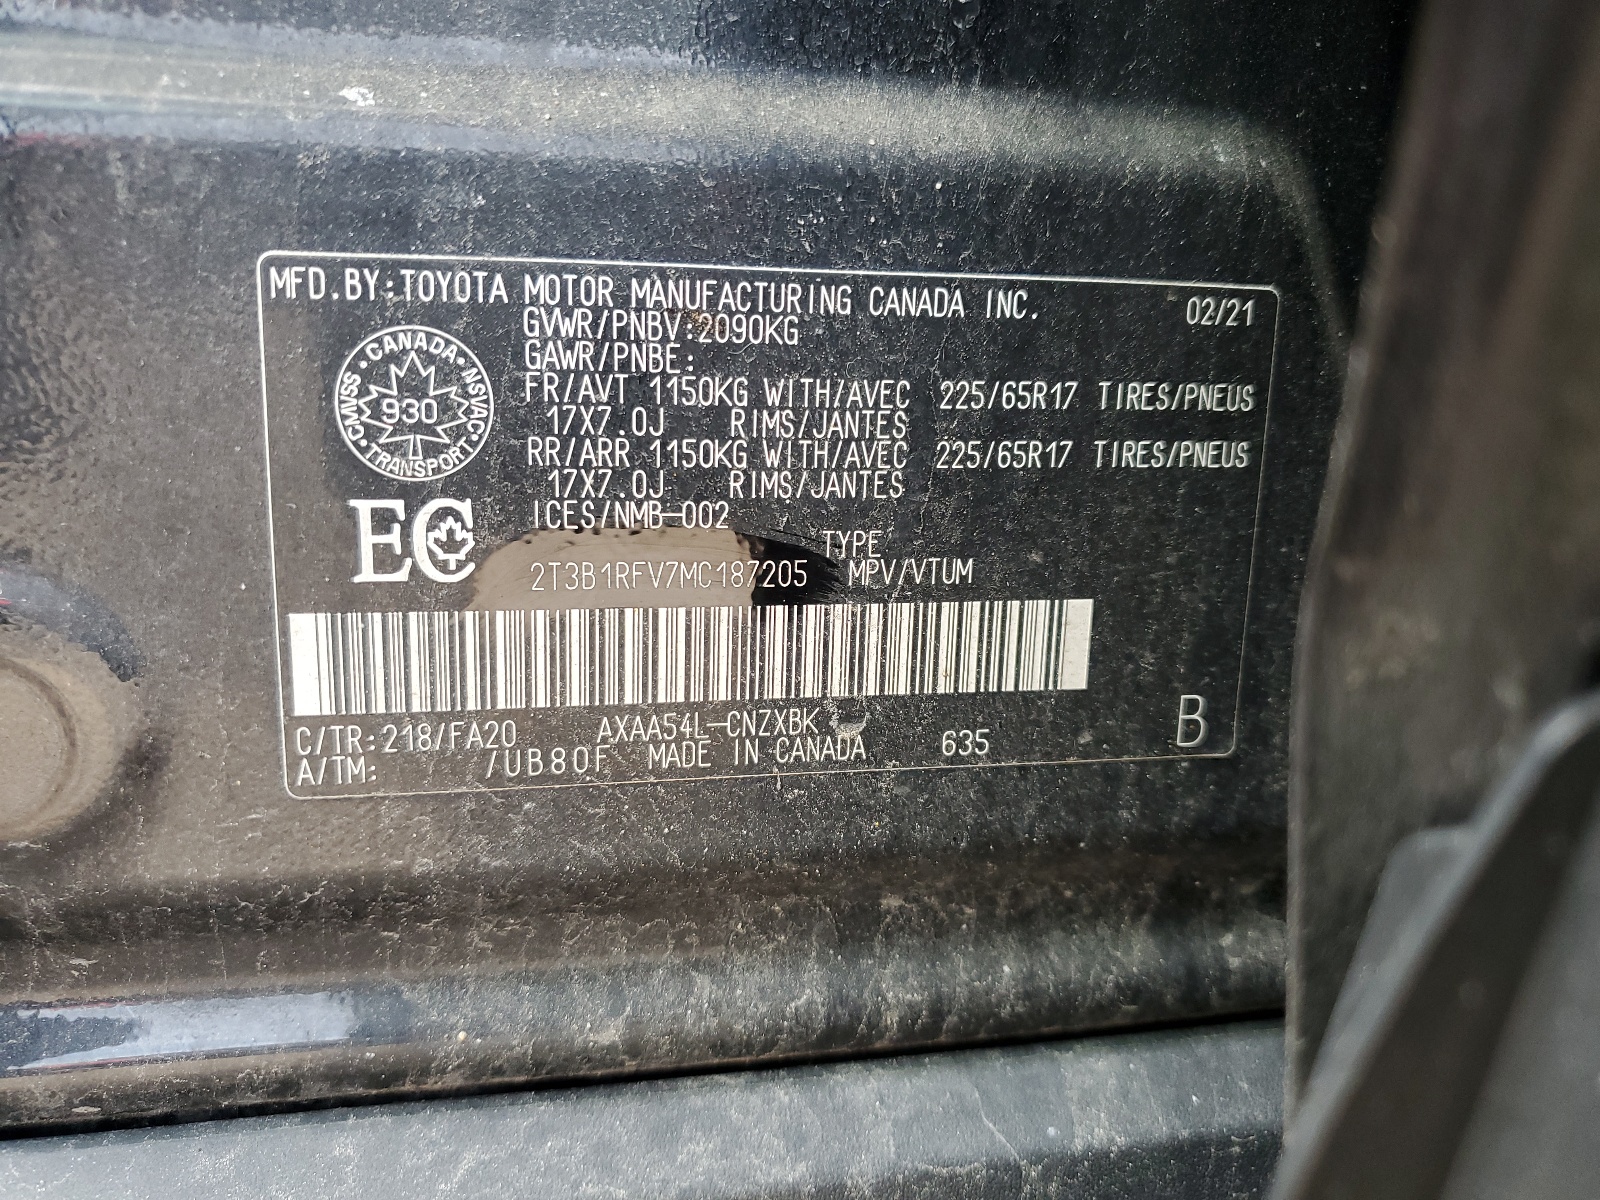 MFD.BY:TOYOTA MOTOR MANUFACTURING CANADA INC. 02/21
GVWR/PNBV:2090KG
GAWR/PNBE:
FR/AVT 1150KG WITH/AVEC 225/65R17 TIRES/PNEUS
17X7.0J RIMS/JANTES
RR/ARR 1150KG WITH/AVEC 225/65R17 TIRES/PNEUS
17X7.0J RIMS/JANTES
ICES/NMB-002
CANADA · NSVAC · TRANSPORT · CMVSS ·
930
EC
TYPE
2T3B1RFV7MC187205 MPV/VTUM
C/TR:218/FA20 AXAA54L-CNZXBK
A/TM: /UB80F MADE IN CANADA 635 B